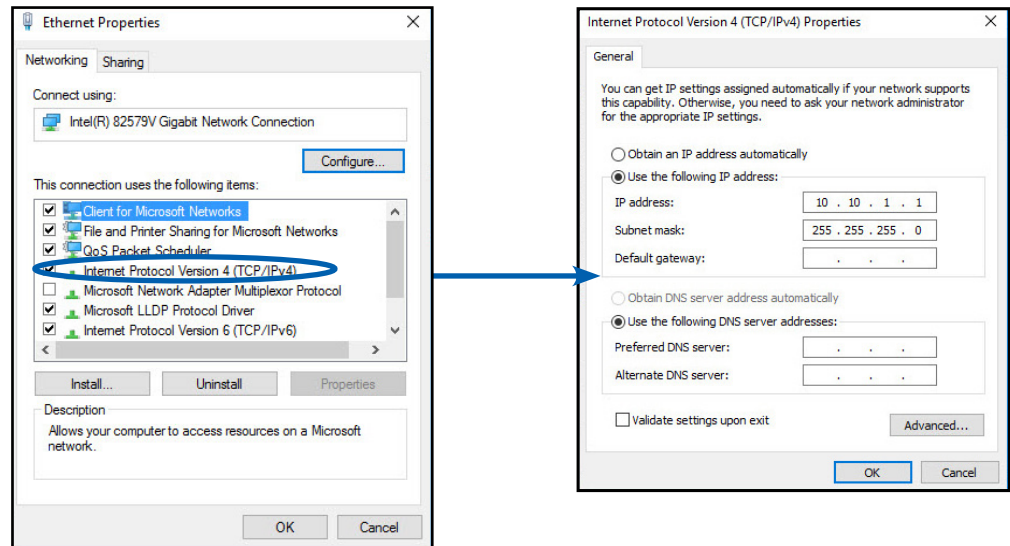 Ethernet Properties
Networking
Sharing
Connect using:
Intel(R) 82579V Gigabit Network Connection
Configure...
This connection uses the following items:
Client for Microsoft Networks
File and Printer Sharing for Microsoft Networks
QoS Packet Scheduler
Internet Protocol Version 4 (TCP/IPv4)
Microsoft Network Adapter Multiplexor Protocol
Microsoft LLDP Protocol Driver
Internet Protocol Version 6 (TCP/IPv6)
Install...
Uninstall
Properties
Description
Allows your computer to access resources on a Microsoft
network.
OK
Cancel
Internet Protocol Version 4 (TCP/IPv4) Properties
General
You can get IP settings assigned automatically if your network supports
this capability. Otherwise, you need to ask your network administrator
for the appropriate IP settings.
Obtain an IP address automatically
Use the following IP address:
IP address: 10 . 10 . 1 . 1
Subnet mask: 255 . 255 . 255 . 0
Default gateway: . . .
Obtain DNS server address automatically
Use the following DNS server addresses:
Preferred DNS server: . . .
Alternate DNS server: . . .
Validate settings upon exit
Advanced...
OK
Cancel